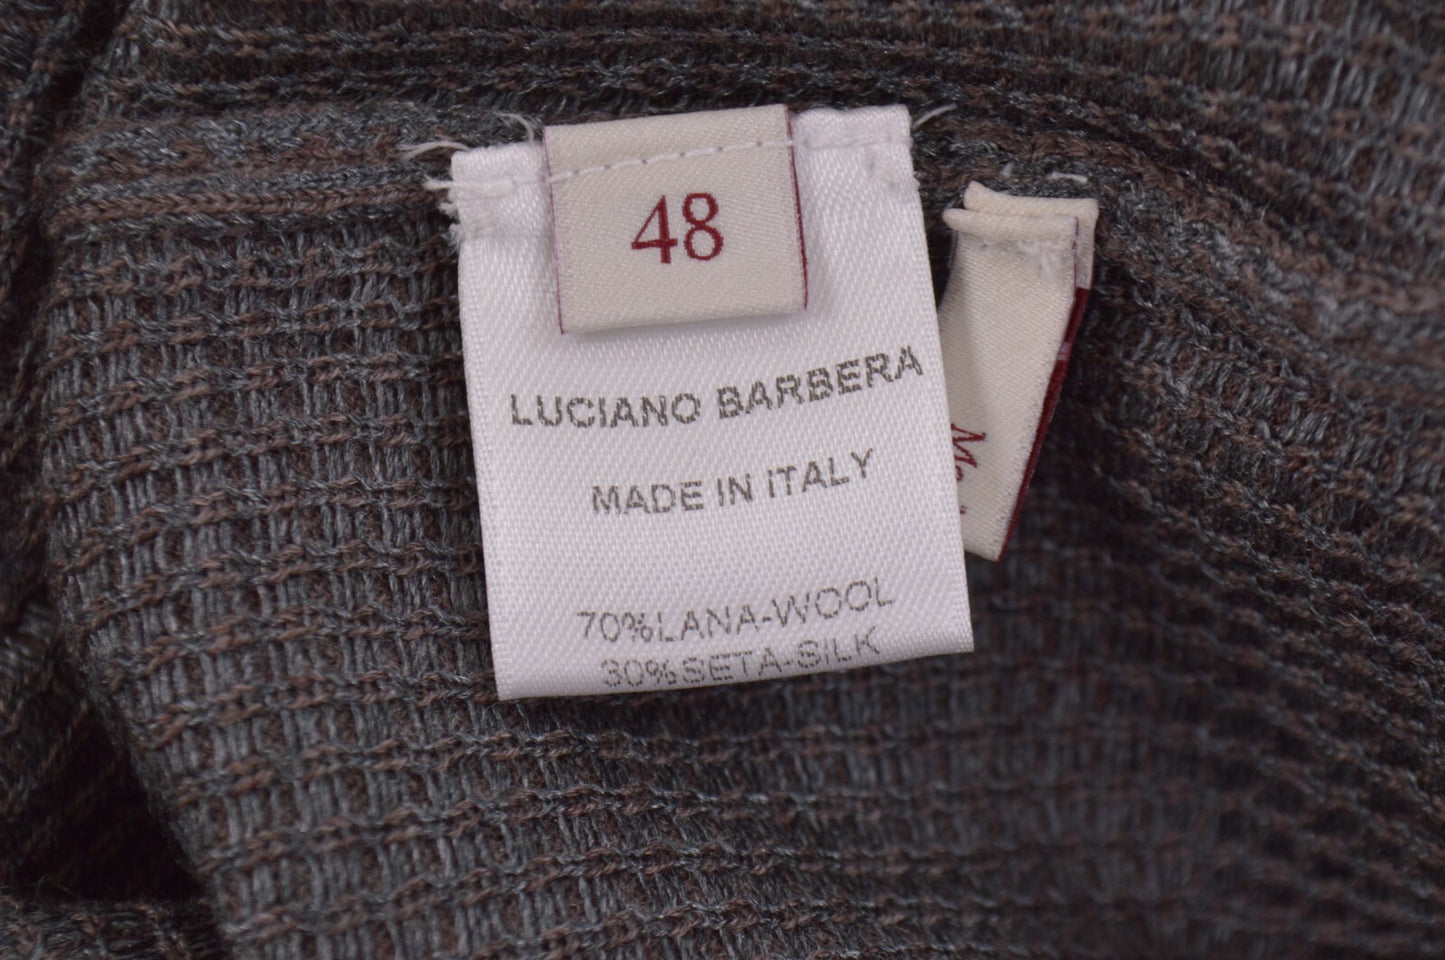 48
LUCIANO BARBERA
MADE IN ITALY
70%LANA-WOOL
30%SETA-SILK